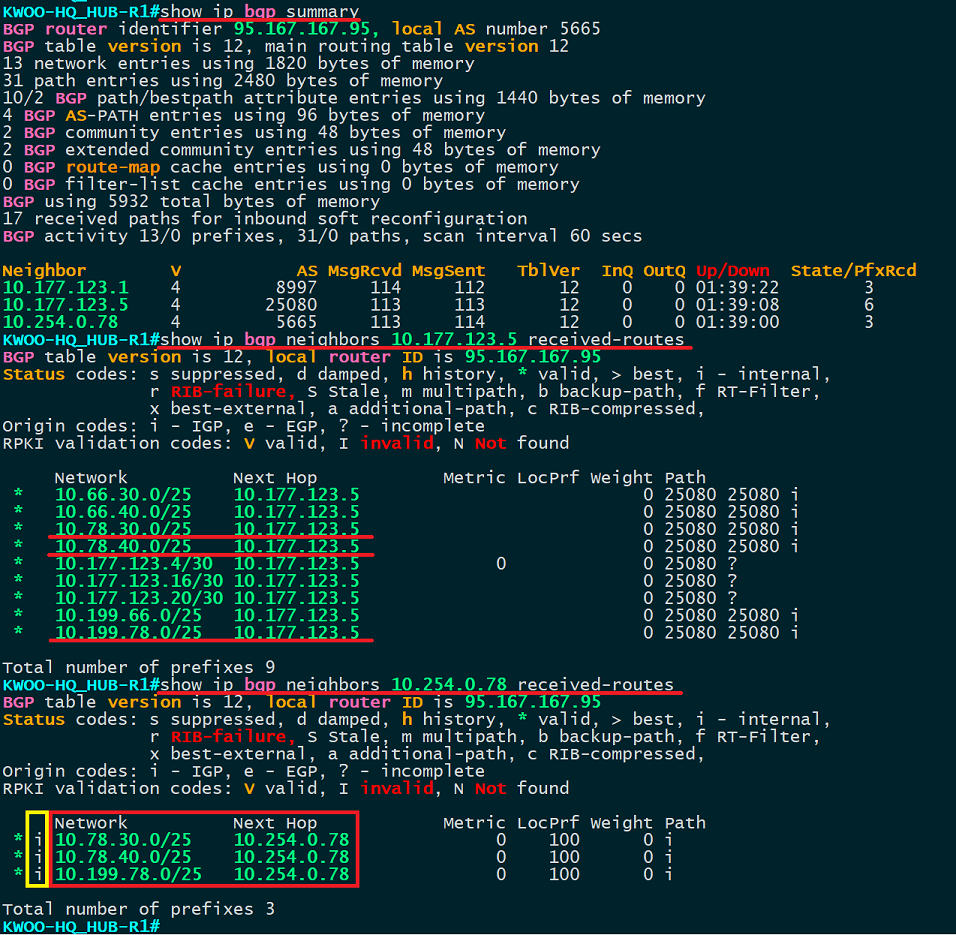 KWOO-HQ_HUB-R1#show ip bgp summary
BGP router identifier 95.167.167.95, local AS number 5665
BGP table version is 12, main routing table version 12
13 network entries using 1820 bytes of memory
31 path entries using 2480 bytes of memory
10/2 BGP path/bestpath attribute entries using 1440 bytes of memory
4 BGP AS-PATH entries using 96 bytes of memory
2 BGP community entries using 48 bytes of memory
2 BGP extended community entries using 48 bytes of memory
0 BGP route-map cache entries using 0 bytes of memory
0 BGP filter-list cache entries using 0 bytes of memory
BGP using 5932 total bytes of memory
17 received paths for inbound soft reconfiguration
BGP activity 13/0 prefixes, 31/0 paths, scan interval 60 secs
Neighbor V AS MsgRcvd MsgSent TblVer InQ OutQ Up/Down State/PfxRcd
10.177.123.1 4 8997 114 112 12 0 0 01:39:22 3
10.177.123.5 4 25080 113 113 12 0 0 01:39:08 6
10.254.0.78 4 5665 113 114 12 0 0 01:39:00 3
KWOO-HQ_HUB-R1#show ip bgp neighbors 10.177.123.5 received-routes
BGP table version is 12, local router ID is 95.167.167.95
Status codes: s suppressed, d damped, h history, * valid, > best, i - internal,
r RIB-failure, S Stale, m multipath, b backup-path, f RT-Filter,
x best-external, a additional-path, c RIB-compressed,
Origin codes: i - IGP, e - EGP, ? - incomplete
RPKI validation codes: V valid, I invalid, N Not found
Network Next Hop Metric LocPrf Weight Path
* 10.66.30.0/25 10.177.123.5 0 25080 25080 i
* 10.66.40.0/25 10.177.123.5 0 25080 25080 i
* 10.78.30.0/25 10.177.123.5 0 25080 25080 i
* 10.78.40.0/25 10.177.123.5 0 25080 25080 i
* 10.177.123.4/30 10.177.123.5 0 0 25080 ?
* 10.177.123.16/30 10.177.123.5 0 25080 ?
* 10.177.123.20/30 10.177.123.5 0 25080 ?
* 10.199.66.0/25 10.177.123.5 0 25080 25080 i
* 10.199.78.0/25 10.177.123.5 0 25080 25080 i
Total number of prefixes 9
KWOO-HQ_HUB-R1#show ip bgp neighbors 10.254.0.78 received-routes
BGP table version is 12, local router ID is 95.167.167.95
Status codes: s suppressed, d damped, h history, * valid, > best, i - internal,
r RIB-failure, S Stale, m multipath, b backup-path, f RT-Filter,
x best-external, a additional-path, c RIB-compressed,
Origin codes: i - IGP, e - EGP, ? - incomplete
RPKI validation codes: V valid, I invalid, N Not found
Network Next Hop Metric LocPrf Weight Path
* i 10.78.30.0/25 10.254.0.78 0 100 0 i
* i 10.78.40.0/25 10.254.0.78 0 100 0 i
* i 10.199.78.0/25 10.254.0.78 0 100 0 i
Total number of prefixes 3
KWOO-HQ_HUB-R1#